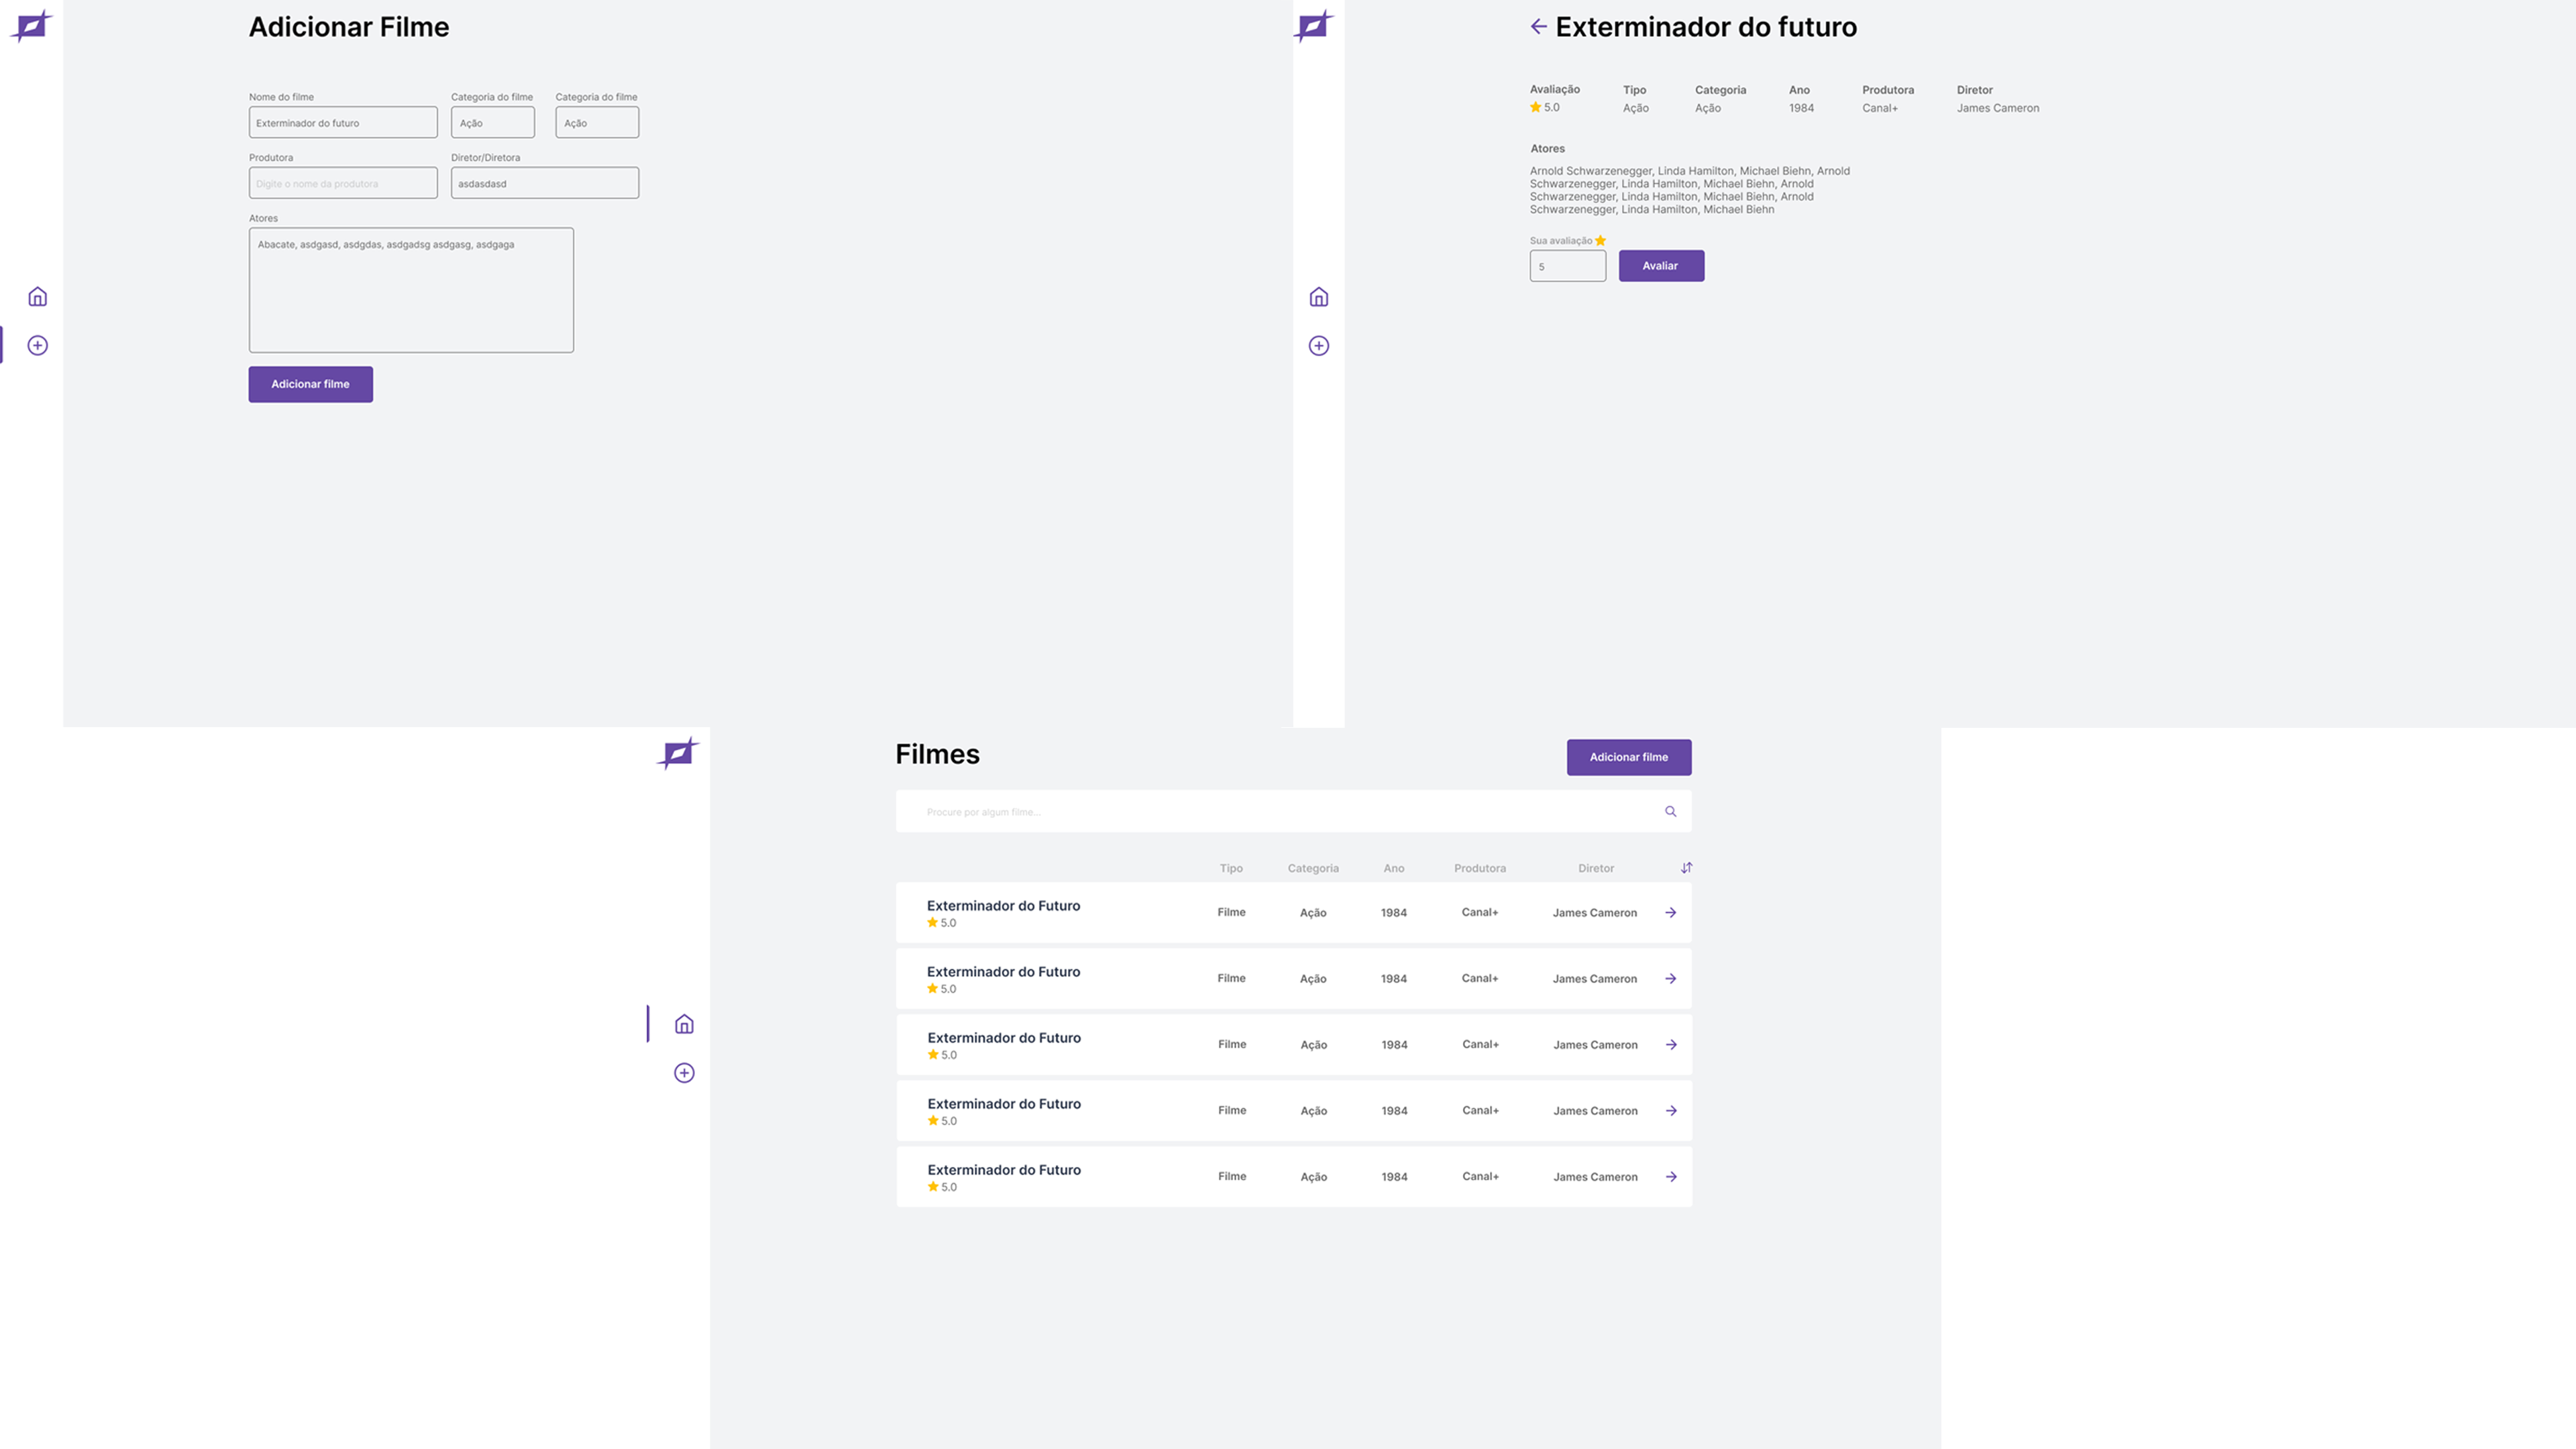 Adicionar Filme
Nome do filme Categoria do filme Categoria do filme
Exterminador do futuro Ação Ação
Produtora Diretor/Diretora
Digite o nome da produtora asdasdasd
Atores
Abacate, asdgasd, asdgdas, asdgadsg asdgasg, asdgaga
Adicionar filme
Exterminador do futuro
Avaliação Tipo Categoria Ano Produtora Diretor
5.0 Ação Ação 1984 Canal+ James Cameron
Atores
Arnold Schwarzenegger, Linda Hamilton, Michael Biehn, Arnold
Schwarzenegger, Linda Hamilton, Michael Biehn, Arnold
Schwarzenegger, Linda Hamilton, Michael Biehn, Arnold
Schwarzenegger, Linda Hamilton, Michael Biehn
Sua avaliação
5 Avaliar
Filmes Adicionar filme
Procure por algum filme...
Tipo Categoria Ano Produtora Diretor
Exterminador do Futuro
5.0
Filme Ação 1984 Canal+ James Cameron
Exterminador do Futuro
5.0
Filme Ação 1984 Canal+ James Cameron
Exterminador do Futuro
5.0
Filme Ação 1984 Canal+ James Cameron
Exterminador do Futuro
5.0
Filme Ação 1984 Canal+ James Cameron
Exterminador do Futuro
5.0
Filme Ação 1984 Canal+ James Cameron